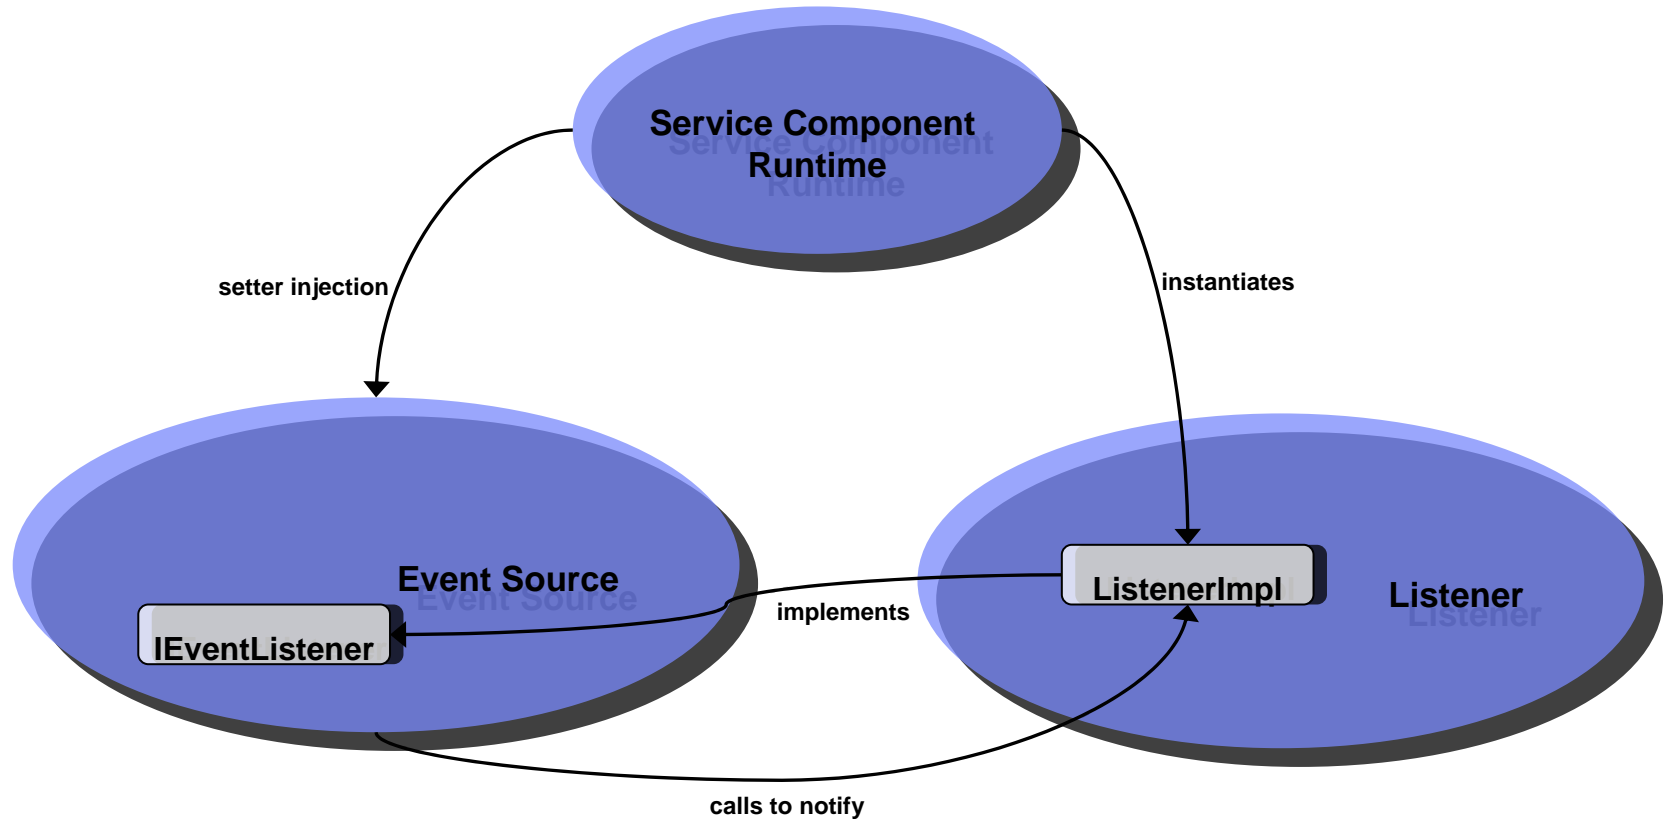 Service Component
Runtime
setter injection
instantiates
Event Source
IEventListener
implements
ListenerImpl
Listener
calls to notify